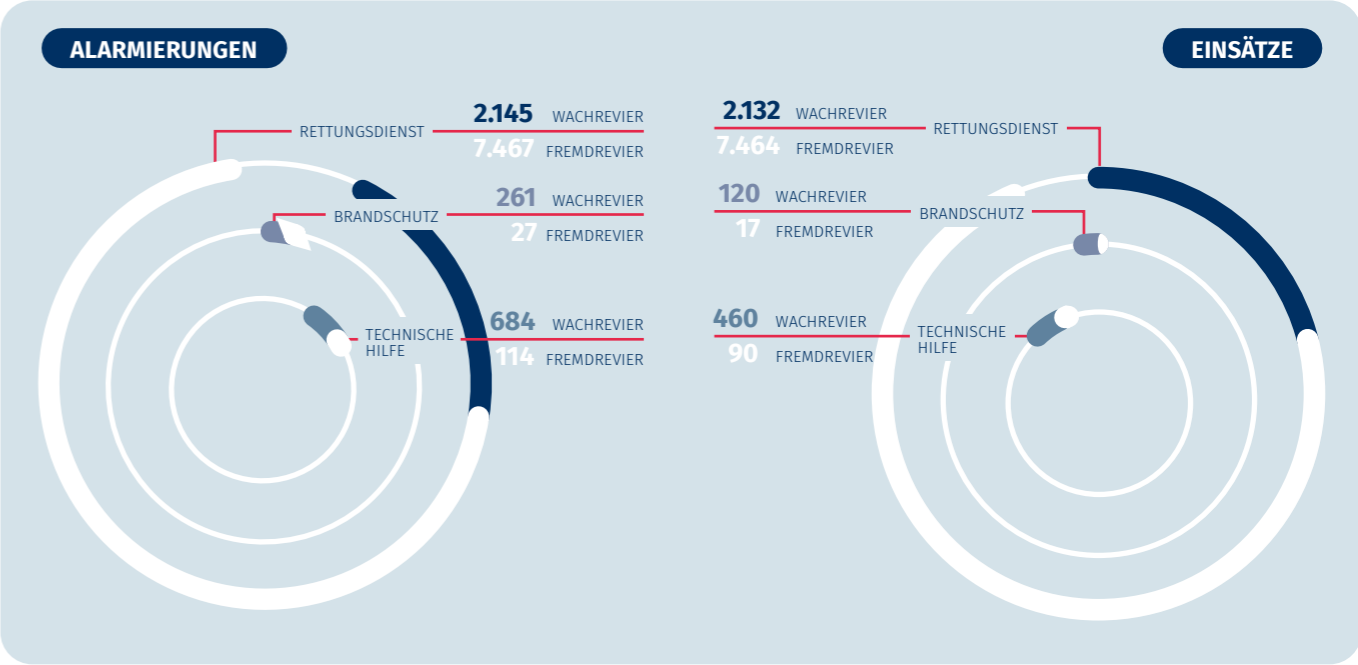 ALARMIERUNGEN
EINSÄTZE
RETTUNGSDIENST
2.145 WACHREVIER
7.467 FREMDREVIER
BRANDSCHUTZ
261 WACHREVIER
27 FREMDREVIER
TECHNISCHE
HILFE
684 WACHREVIER
114 FREMDREVIER
2.132 WACHREVIER
7.464 FREMDREVIER
RETTUNGSDIENST
120 WACHREVIER
17 FREMDREVIER
BRANDSCHUTZ
460 WACHREVIER
90 FREMDREVIER
TECHNISCHE
HILFE